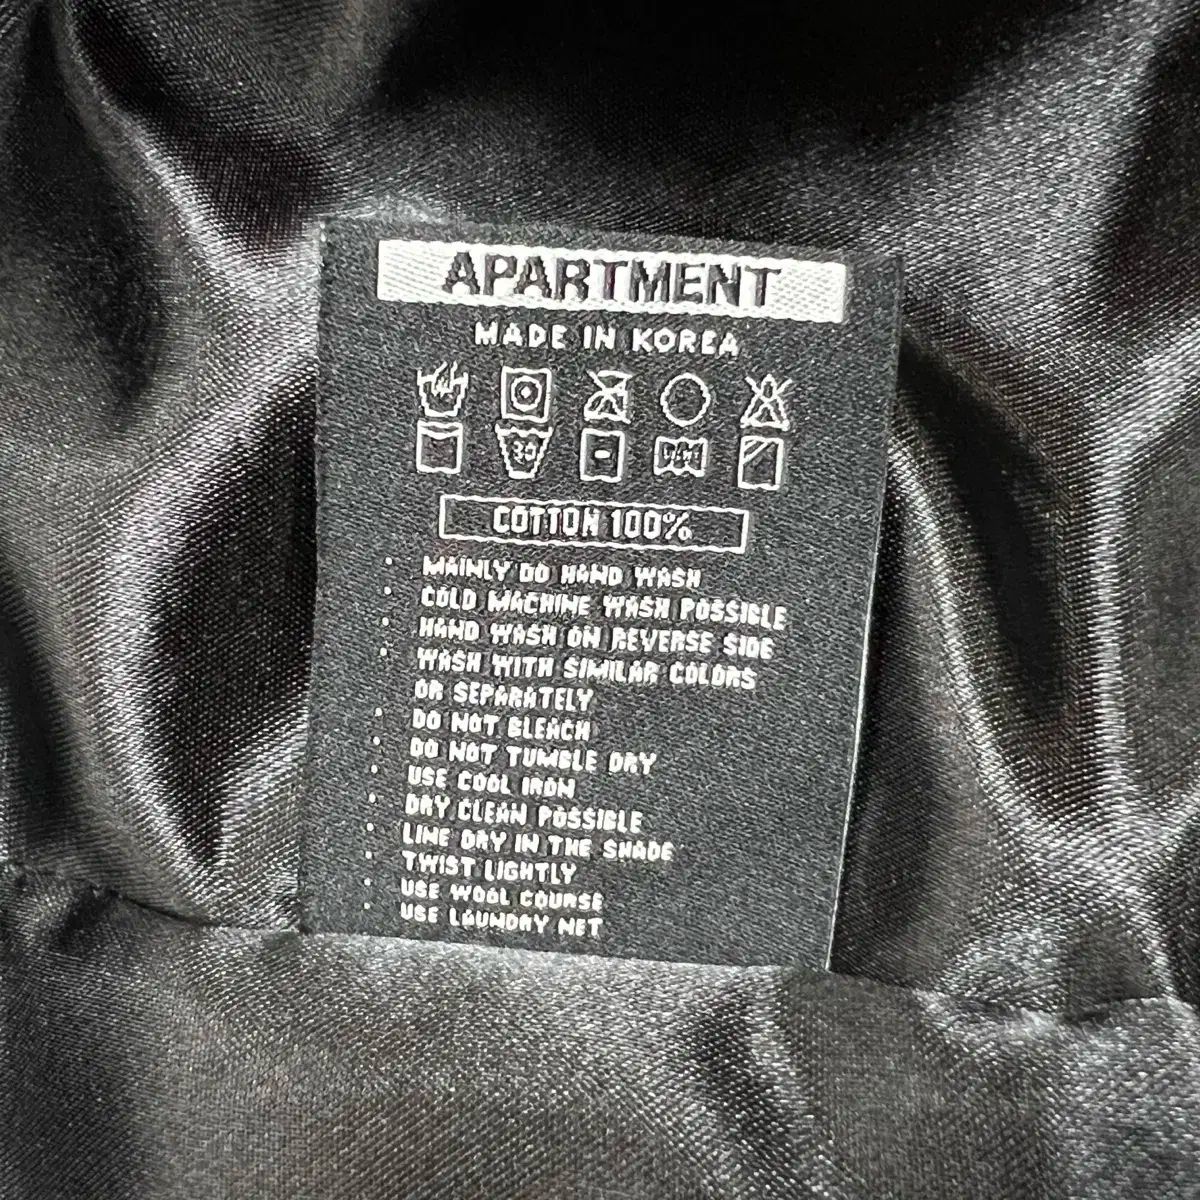 APARTMENT
MADE IN KOREA
30
COTTON 100%
· MAINLY DO HAND WASH
· COLD MACHINE WASH POSSIBLE
· HAND WASH ON REVERSE SIDE
· WASH WITH SIMILAR COLORS
OR SEPARATELY
· DO NOT BLEACH
· DO NOT TUMBLE DRY
· USE COOL IRON
· DRY CLEAN POSSIBLE
· LINE DRY IN THE SHADE
· TWIST LIGHTLY
· USE WOOL COURSE
· USE LAUNDRY NET